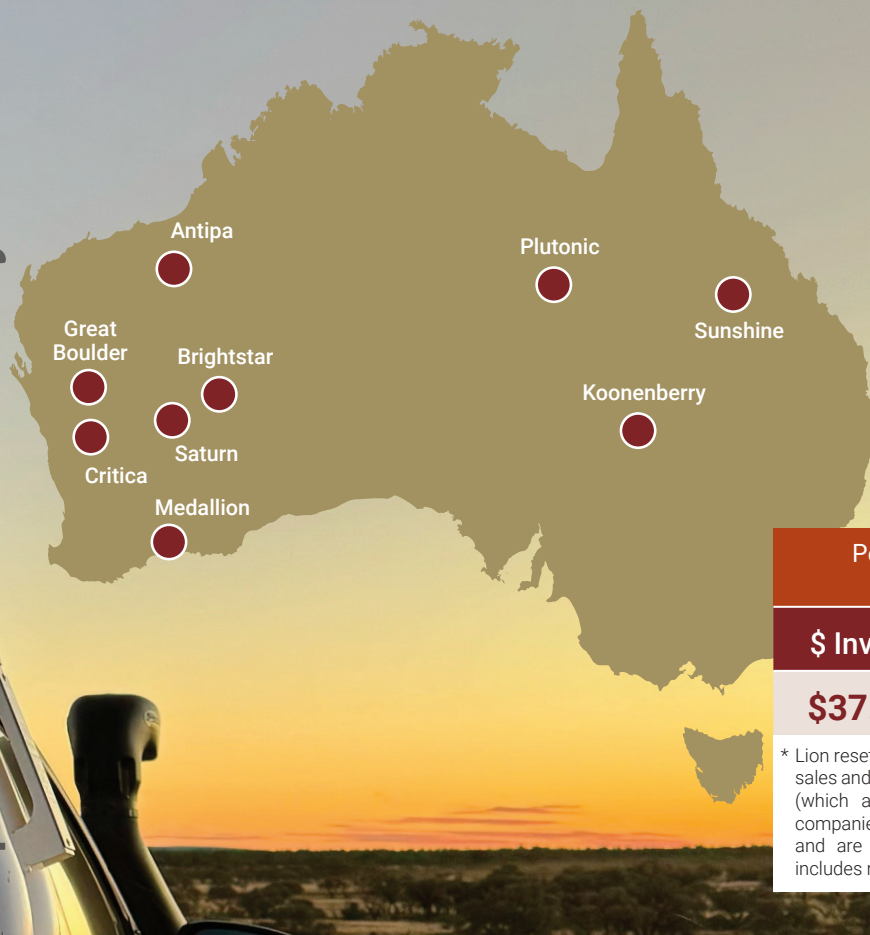 Antipa
Plutonic
Great
Boulder
Brightstar
Sunshine
Koonenberry
Saturn
Critica
Medallion
$ Inv
$37
* Lion reset
sales and
(which a
companie
and are
includes